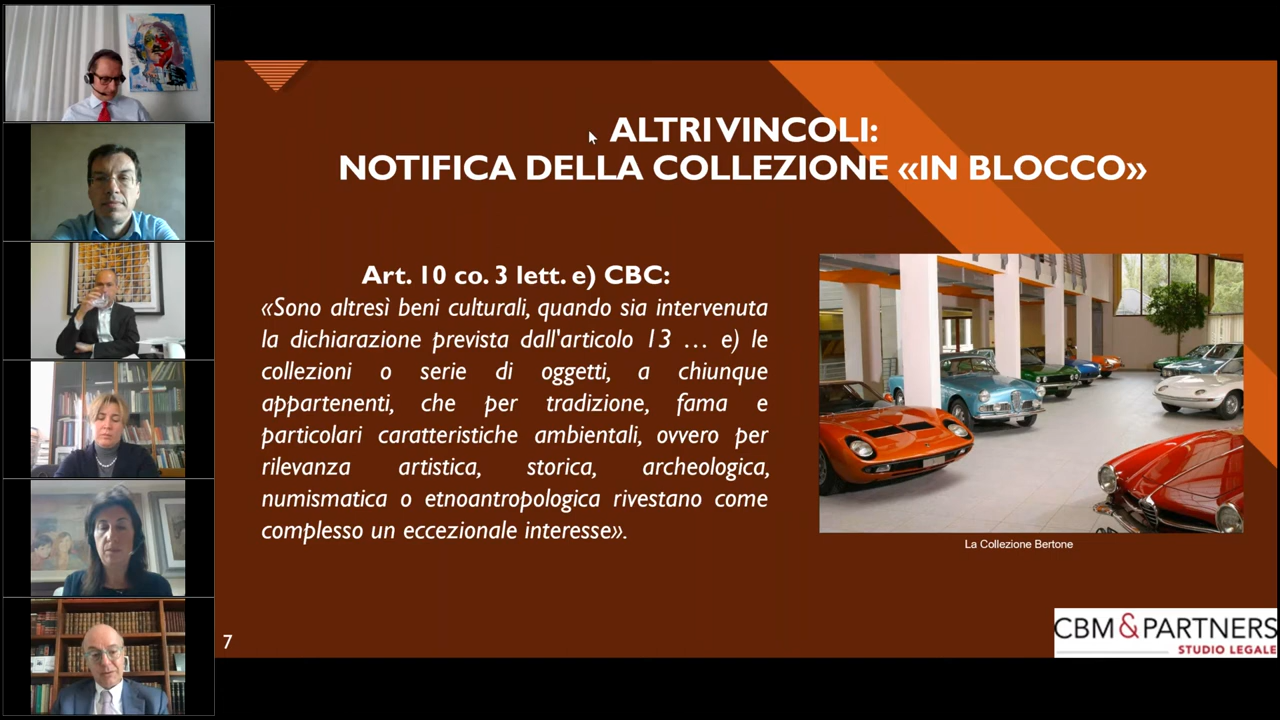 ALTRI VINCOLI:
NOTIFICA DELLA COLLEZIONE «IN BLOCCO»
Art. 10 co. 3 lett. e) CBC:
«Sono altresì beni culturali, quando sia intervenuta
la dichiarazione prevista dall'articolo 13 … e) le
collezioni o serie di oggetti, a chiunque
appartenenti, che per tradizione, fama e
particolari caratteristiche ambientali, ovvero per
rilevanza artistica, storica, archeologica,
numismatica o etnoantropologica rivestano come
complesso un eccezionale interesse».
La Collezione Bertone
7
CBM&PARTNERS
STUDIO LEGALE